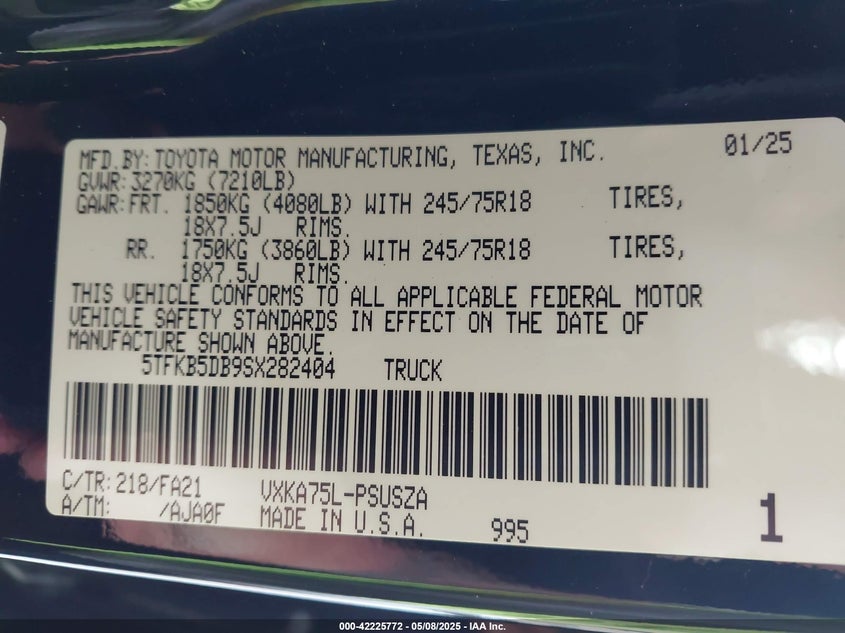 MFD.BY:TOYOTA MOTOR MANUFACTURING, TEXAS, INC. 01/25
GVWR:3270KG (7210LB)
GAWR:FRT. 1850KG (4080LB) WITH 245/75R18 TIRES,
18X7.5J RIMS.
RR. 1750KG (3860LB) WITH 245/75R18 TIRES,
18X7.5J RIMS.
THIS VEHICLE CONFORMS TO ALL APPLICABLE FEDERAL MOTOR
VEHICLE SAFETY STANDARDS IN EFFECT ON THE DATE OF
MANUFACTURE SHOWN ABOVE.
5TFKB5DB9SX282404 TRUCK
C/TR:218/FA21 VXKA75L-PSUSZA
A/TM: /AJA0F MADE IN U.S.A. 995 1
000-42225772 - 05/08/2025 - IAA Inc.